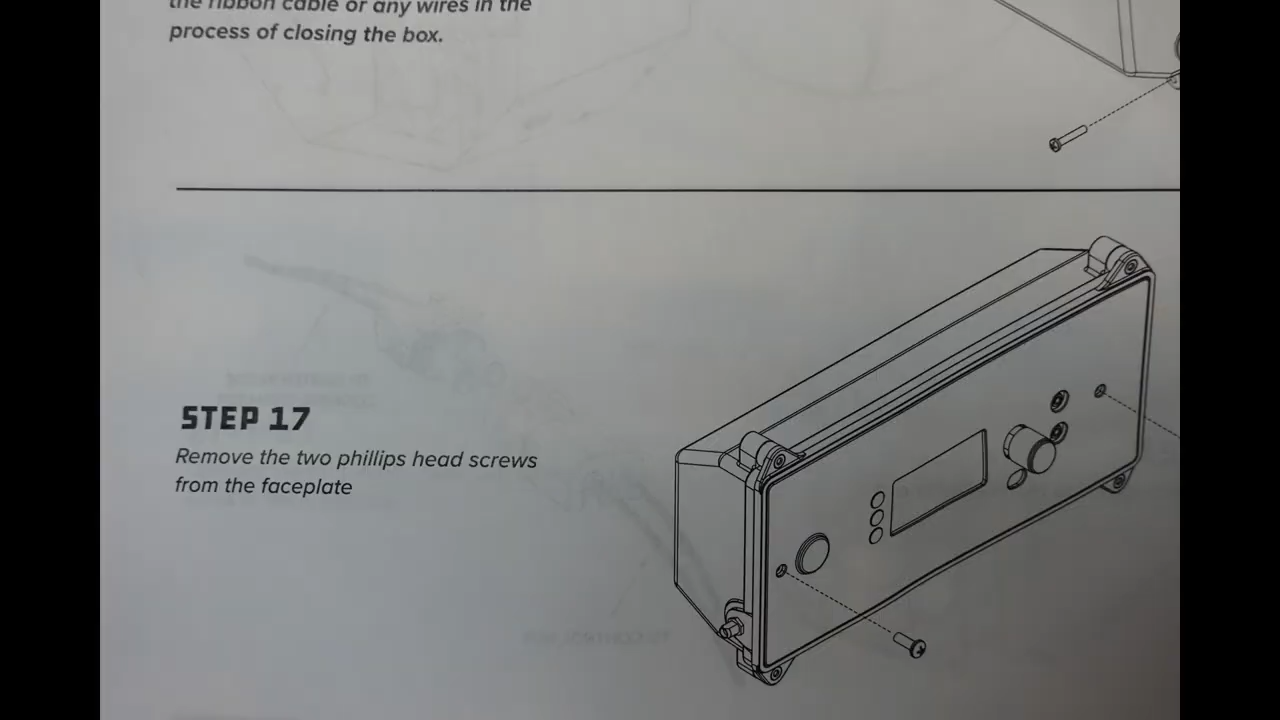 the ribbon cable or any wires in the
process of closing the box.
STEP 17
Remove the two phillips head screws
from the faceplate